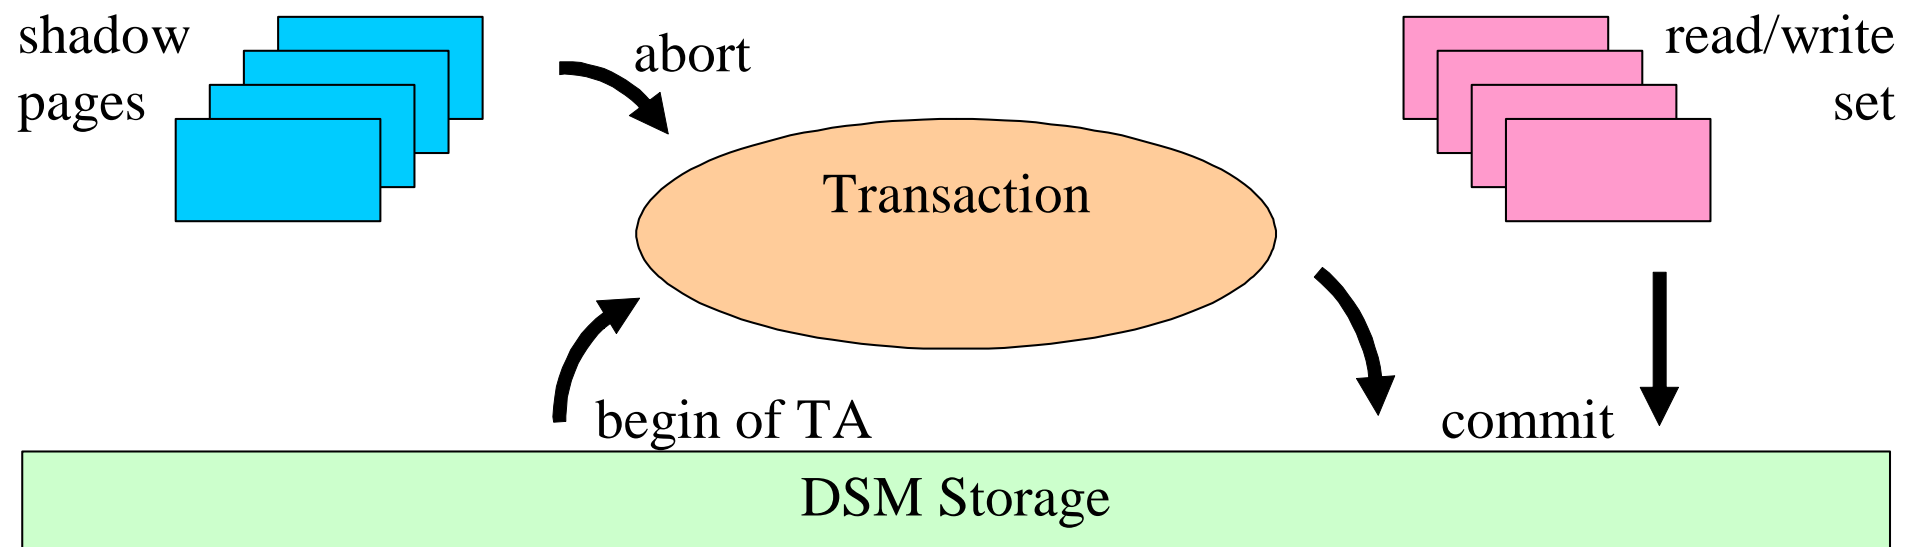 shadow
pages
abort
read/write
set
Transaction
begin of TA
commit
DSM Storage